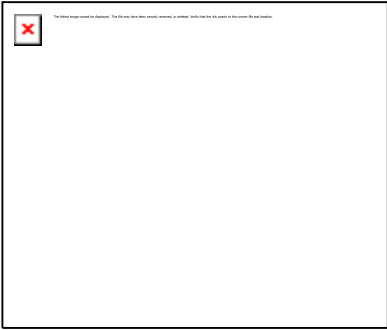 The linked image cannot be displayed.  The file may have been moved, renamed, or deleted. Verify that the link points to the correct file and location.